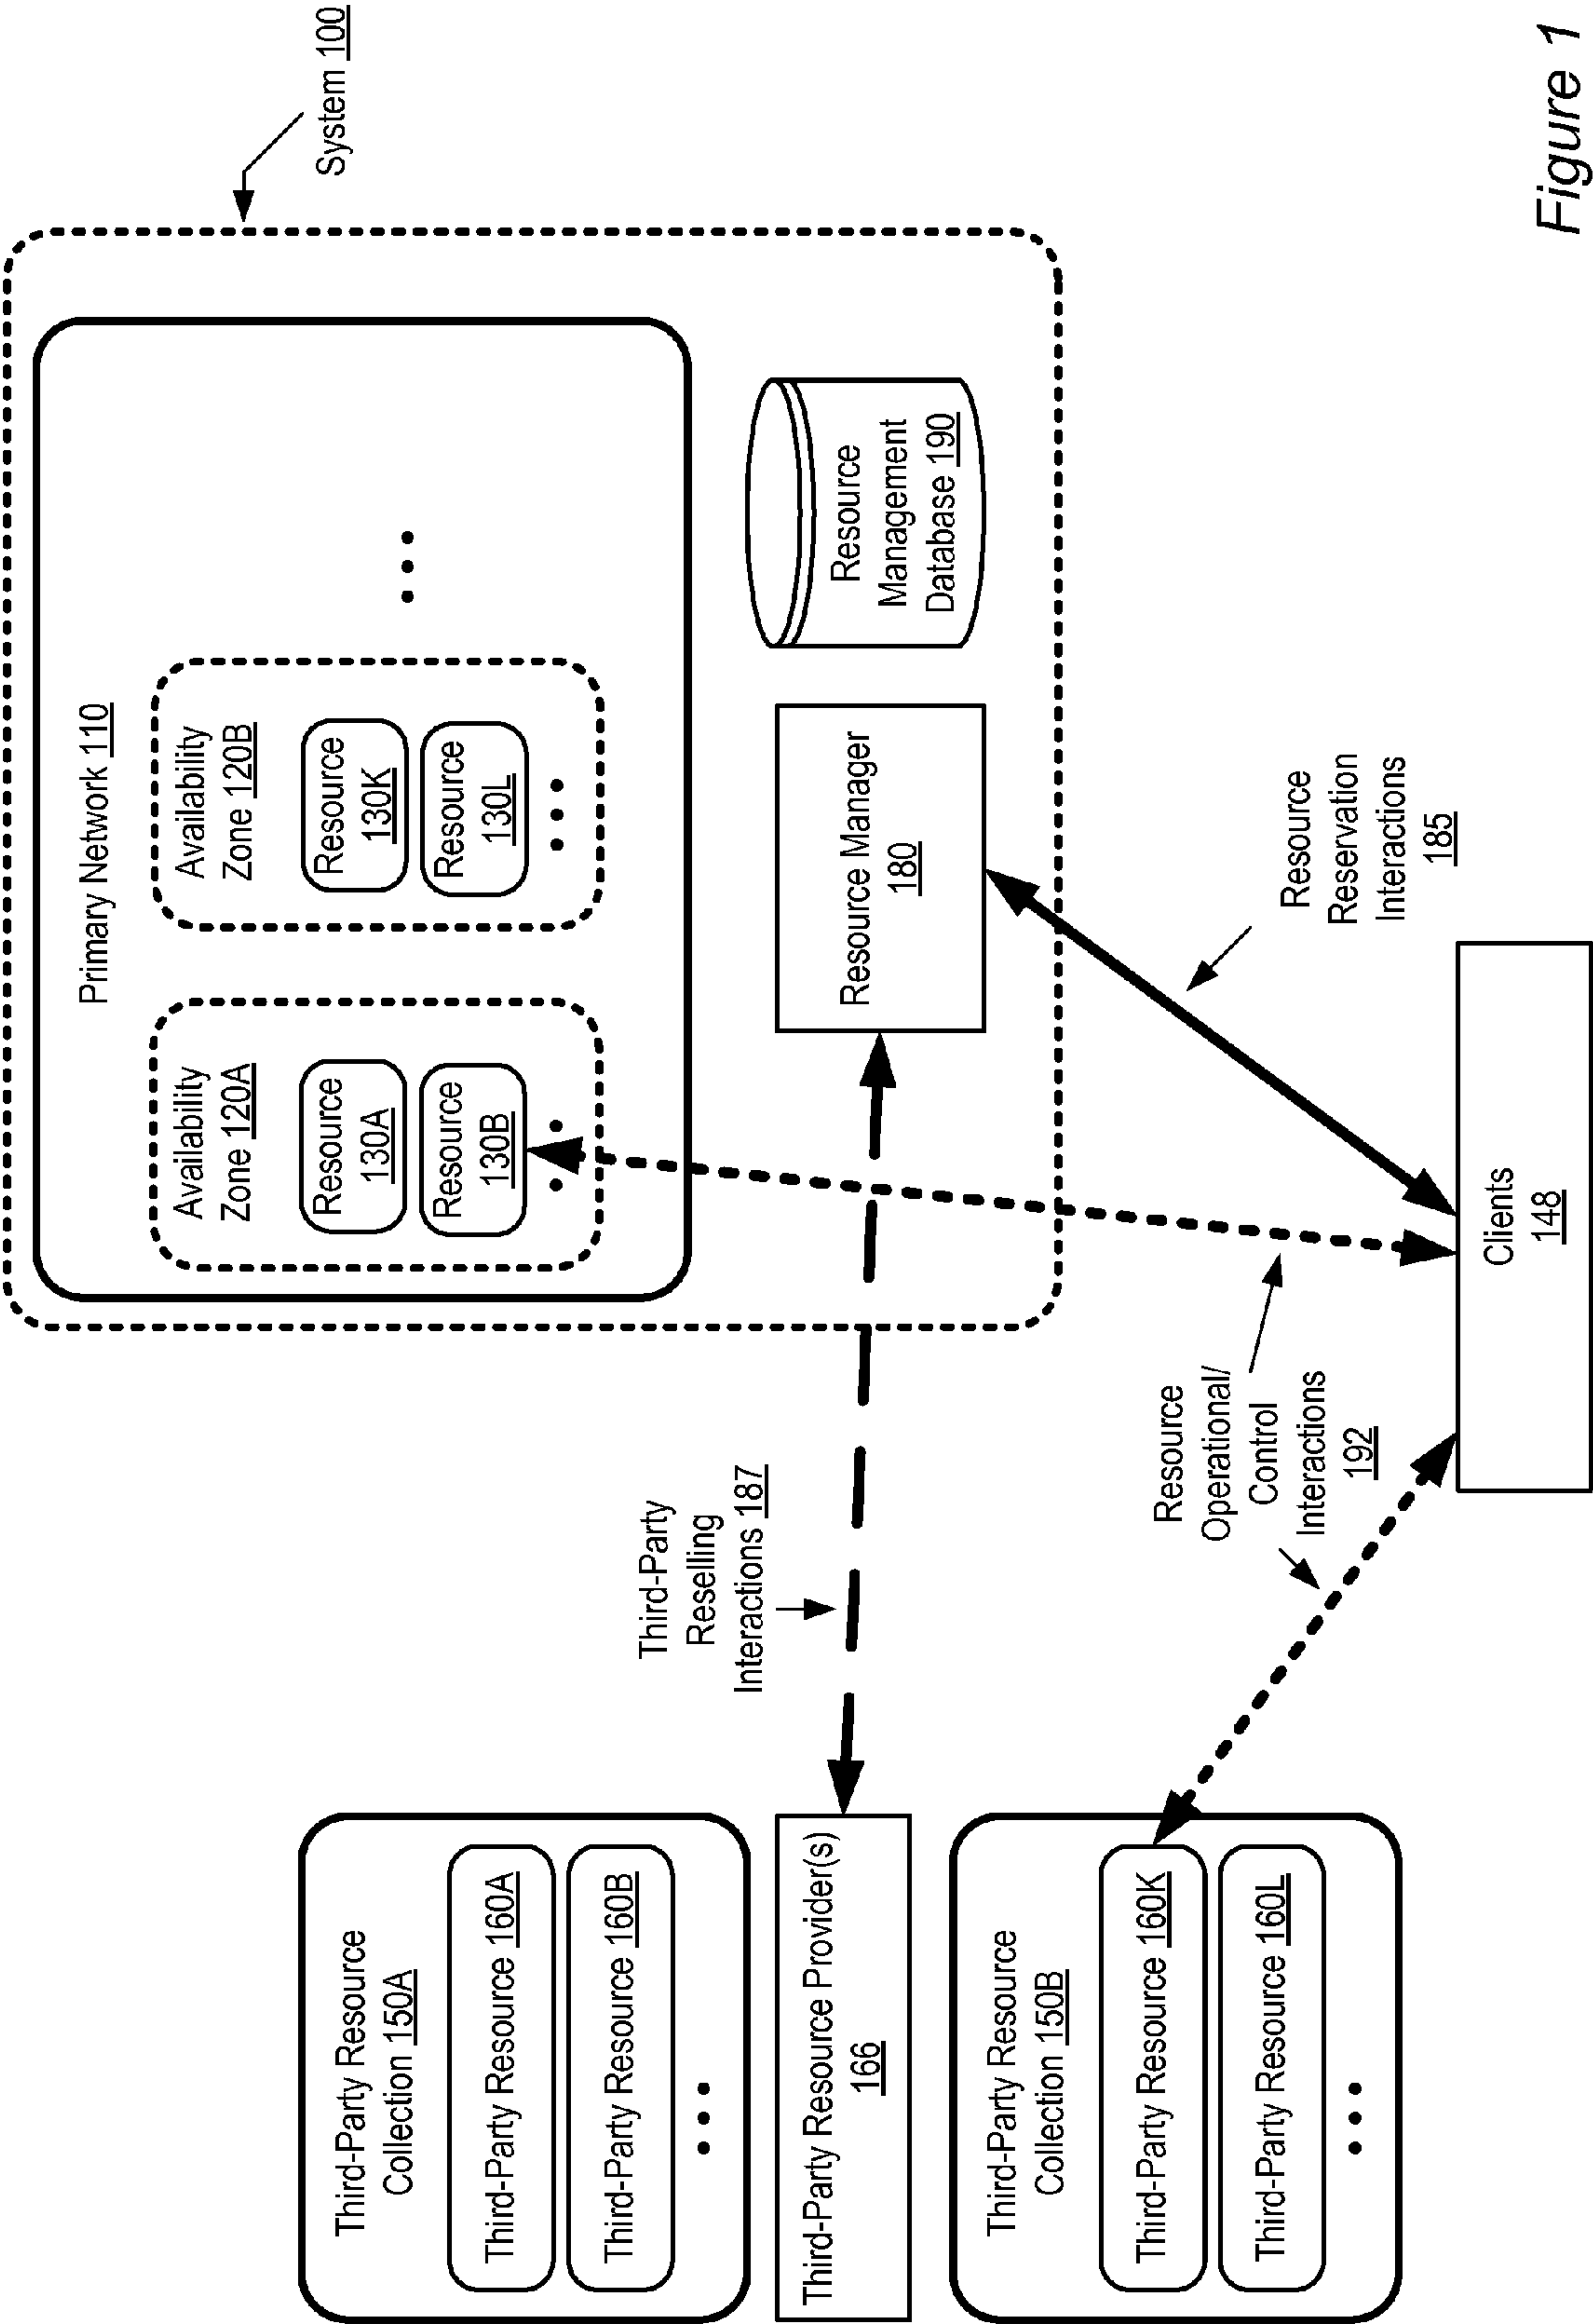 System 100
Primary Network 110
Availability
Zone 120A
Resource
130A
Resource
130B
Availability
Zone 120B
Resource
130K
Resource
130L
Resource Manager
180
Resource
Management
Database 190
Third-Party Resource
Collection 150A
Third-Party Resource 160A
Third-Party Resource 160B
Third-Party Resource Provider(s)
166
Third-Party Resource
Collection 150B
Third-Party Resource 160K
Third-Party Resource 160L
Third-Party
Reselling
Interactions 187
Resource
Operational/
Control
Interactions
192
Resource
Reservation
Interactions
185
Clients
148
Figure 1